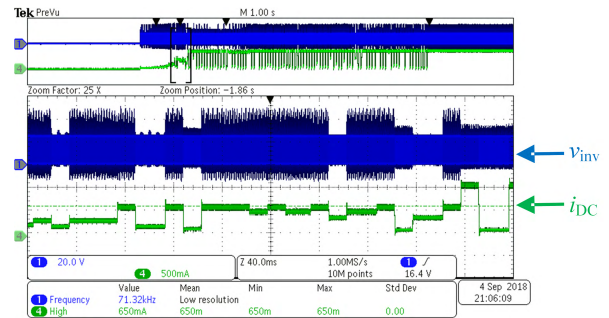 Tek PreVu M 1.00 s
1
4
Zoom Factor: 25 X Zoom Position: -1.86 s
1
vinv
iDC
4
1 20.0 V Z 40.0ms 1.00MS/s 1
4 500mA 10M points 16.4 V
Value Mean Min Max Std Dev
1 Frequency 71.32kHz Low resolution
4 High 650mA 650m 650m 650m 0.00
4 Sep 2018
21:06:09